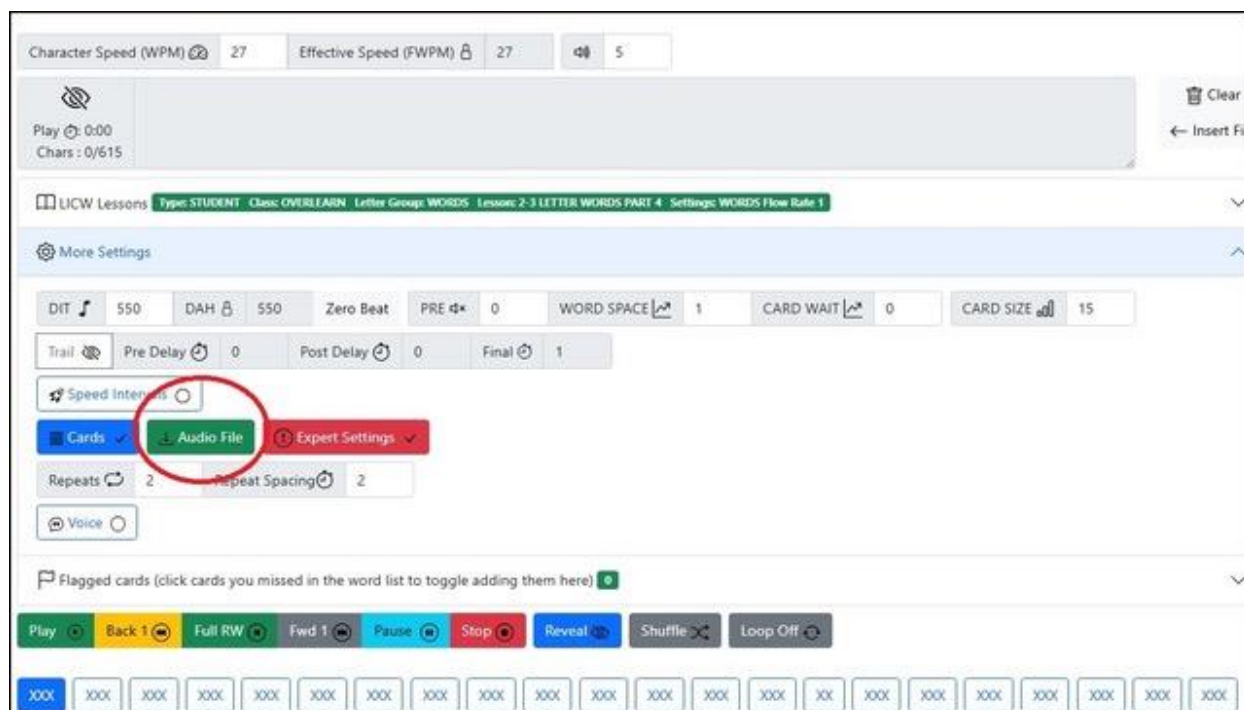 Character Speed (WPM) 27 Effective Speed (FWPM) 27 5
Clear
Play : 0:00
Insert Fi
Chars : 0/615
LICW Lessons Type: STUDENT Class: OVERLEARN Letter Group: WORDS Lesson: 2-3 LETTER WORDS PART 4 Settings: WORDS Flow Rate 1
More Settings
DIT 550 DAH 550 Zero Beat PRE 0 WORD SPACE 1 CARD WAIT 0 CARD SIZE 15
Trail Pre Delay 0 Post Delay 0 Final 1
Speed Intervals
Cards Audio File Expert Settings
Repeats 2 Repeat Spacing 2
Voice
Flagged cards (click cards you missed in the word list to toggle adding them here) 0
Play Back 1 Full RW Fwd 1 Pause Stop Reveal Shuffle Loop Off
XXX XXX XXX XXX XXX XXX XXX XXX XXX XXX XXX XXX XXX XXX XX XXX XXX XXX XXX XXX XXX XXX